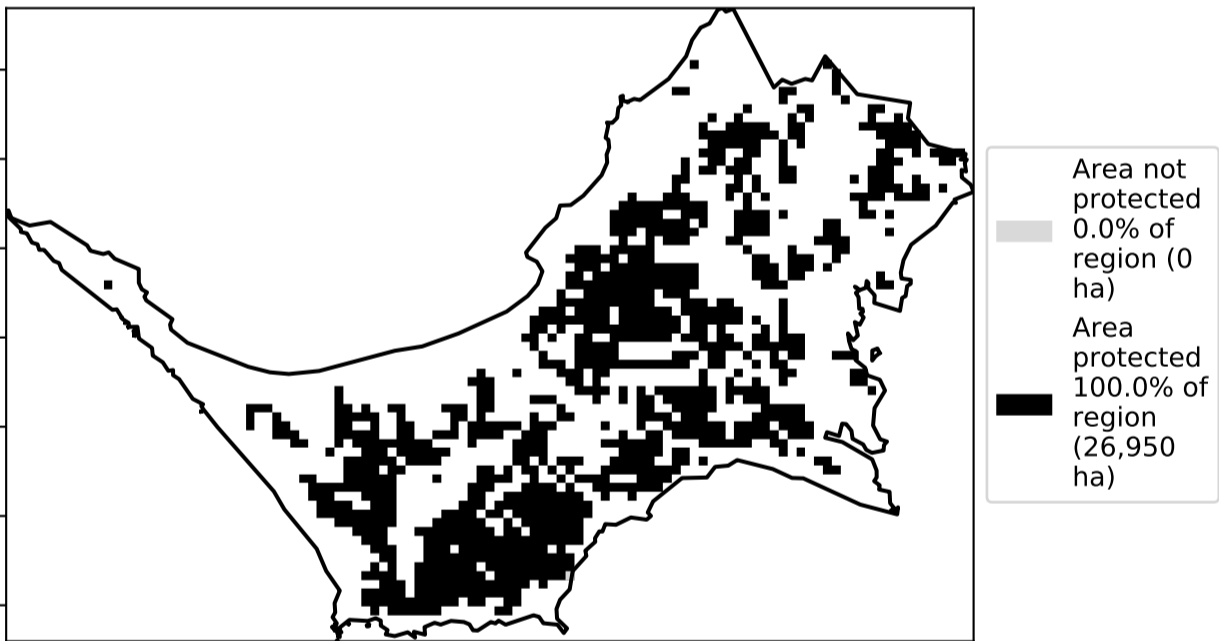 Area not
protected
0.0% of
region (0
ha)
Area
protected
100.0% of
region
(26,950
ha)